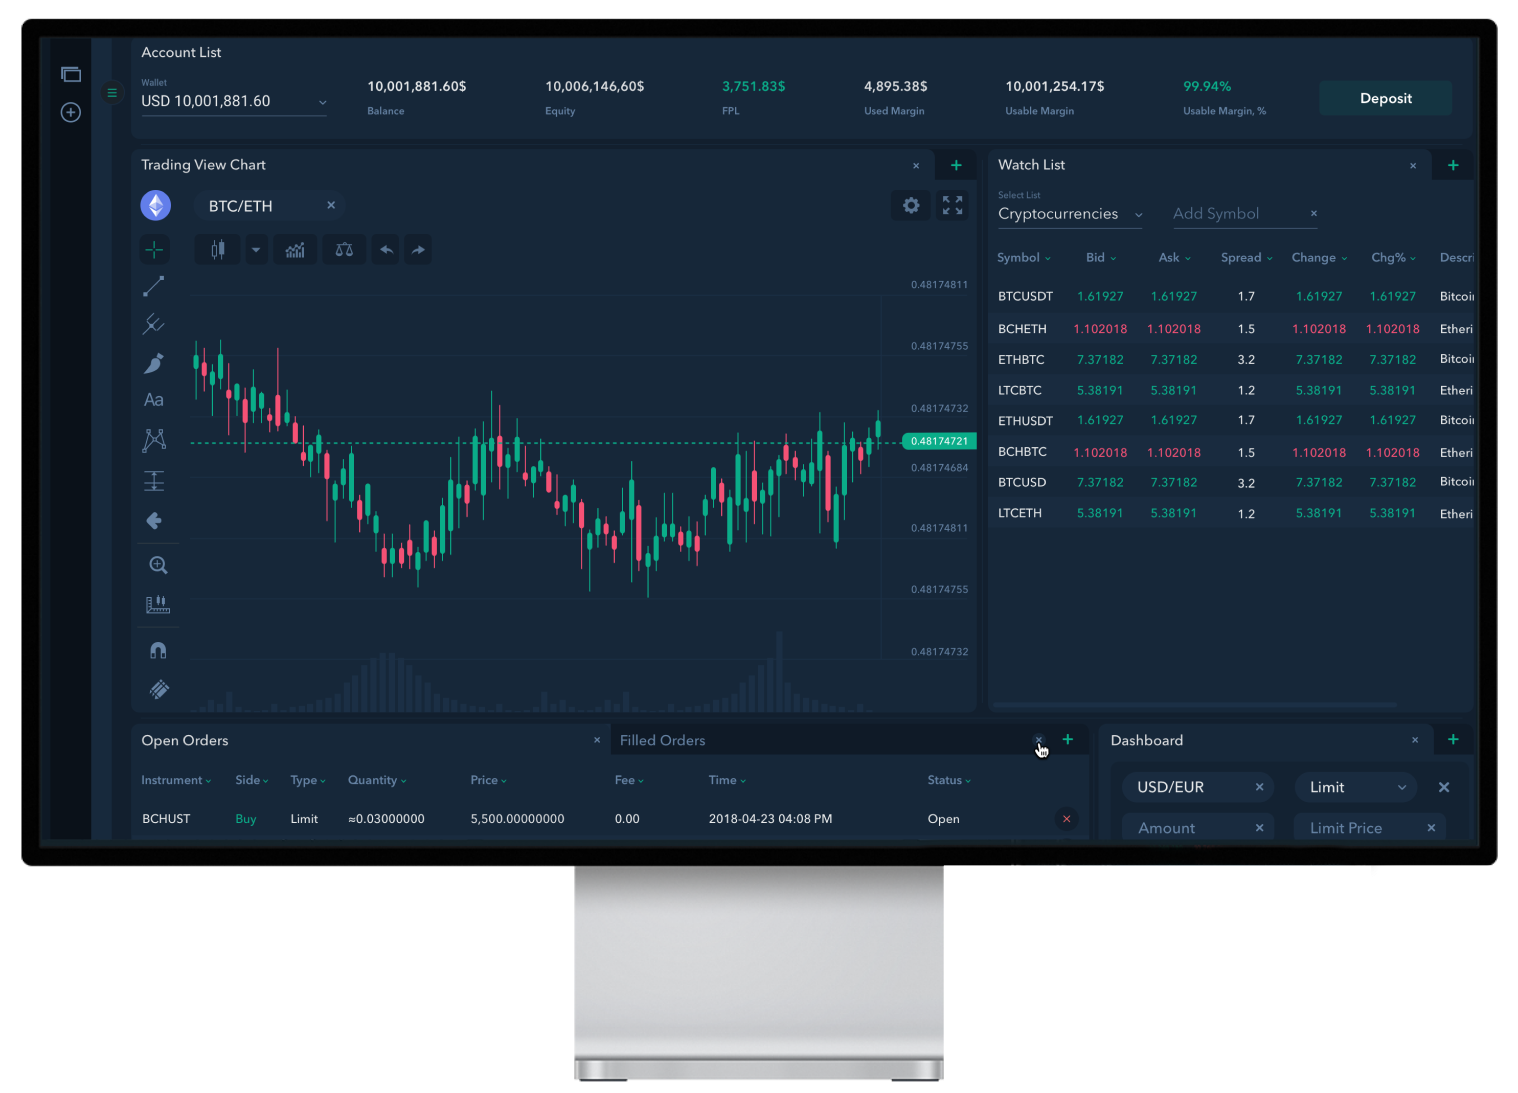 Account List
Wallet
USD 10,001,881.60
10,001,881.60$
Balance
10,006,146,60$
Equity
3,751.83$
FPL
4,895.38$
Used Margin
10,001,254.17$
Usable Margin
99.94%
Usable Margin, %
Deposit
Trading View Chart
BTC/ETH
Aa
0.48174811
0.48174755
0.48174732
0.48174721
0.48174684
0.48174811
0.48174755
0.48174732
Watch List
Select List
Cryptocurrencies
Add Symbol
Symbol Bid Ask Spread Change Chg% Descri
BTCUSDT 1.61927 1.61927 1.7 1.61927 1.61927 Bitcoi
BCHETH 1.102018 1.102018 1.5 1.102018 1.102018 Etheri
ETHBTC 7.37182 7.37182 3.2 7.37182 7.37182 Bitcoi
LTCBTC 5.38191 5.38191 1.2 5.38191 5.38191 Etheri
ETHUSDT 1.61927 1.61927 1.7 1.61927 1.61927 Bitcoi
BCHBTC 1.102018 1.102018 1.5 1.102018 1.102018 Etheri
BTCUSD 7.37182 7.37182 3.2 7.37182 7.37182 Bitcoi
LTCETH 5.38191 5.38191 1.2 5.38191 5.38191 Etheri
Open Orders
Filled Orders
Instrument Side Type Quantity Price Fee Time Status
BCHUST Buy Limit ≈0.03000000 5,500.00000000 0.00 2018-04-23 04:08 PM Open
Dashboard
USD/EUR
Limit
Amount
Limit Price